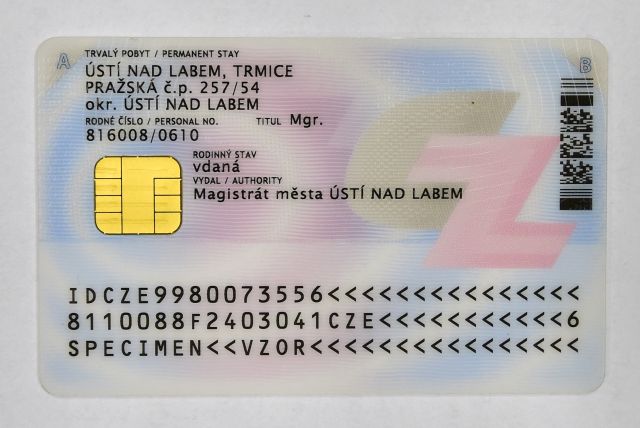 A
TRVALÝ POBYT / PERMANENT STAY
B
ÚSTÍ NAD LABEM, TRMICE
PRAŽSKÁ č.p. 257/54
okr. ÚSTÍ NAD LABEM
RODNÉ ČÍSLO / PERSONAL NO. TITUL Mgr.
816008/0610
RODINNÝ STAV
vdaná
VYDAL / AUTHORITY
Magistrát města ÚSTÍ NAD LABEM
CZ
IDCZE9980073556<<<<<<<<<<<<<<<
8110088F2403041CZE<<<<<<<<<<<6
SPECIMEN<<VZOR<<<<<<<<<<<<<<<<